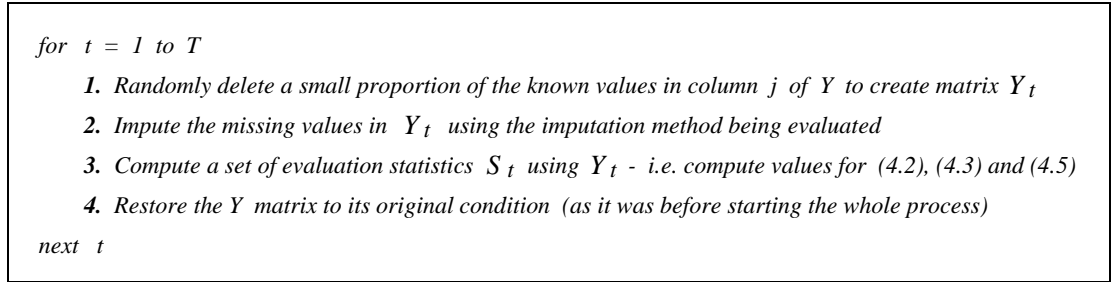 for t = 1 to T
1. Randomly delete a small proportion of the known values in column j of Y to create matrix Y t
2. Impute the missing values in Y t using the imputation method being evaluated
3. Compute a set of evaluation statistics S t using Y t - i.e. compute values for (4.2), (4.3) and (4.5)
4. Restore the Y matrix to its original condition (as it was before starting the whole process)
next t